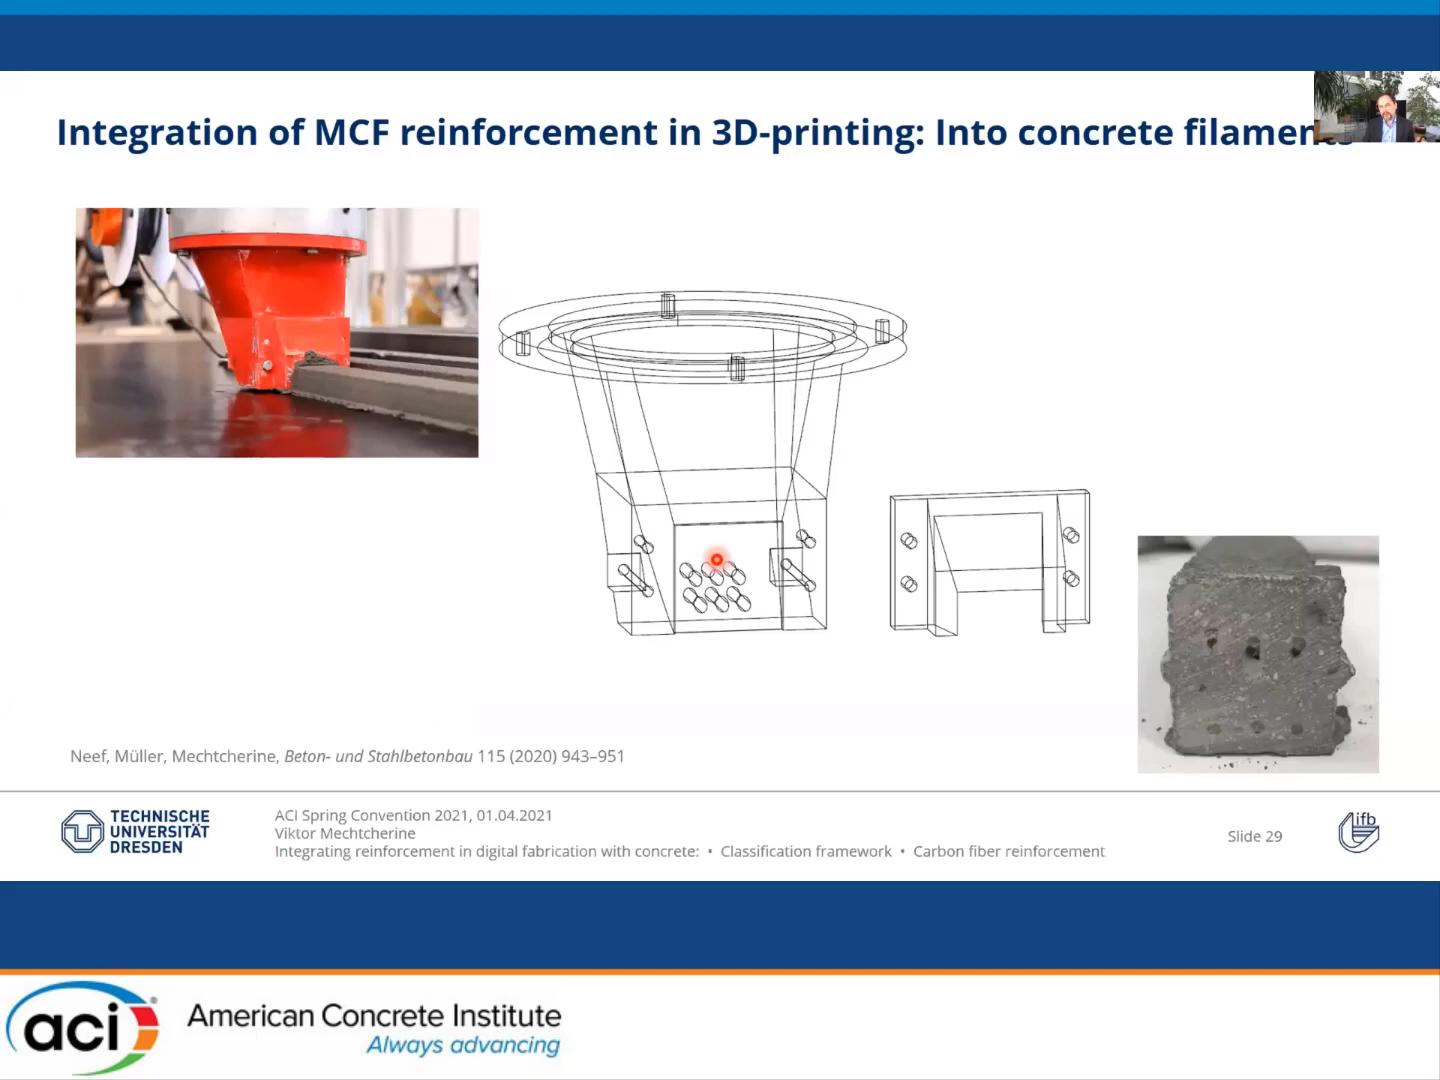 Integration of MCF reinforcement in 3D-printing: Into concrete
Neef, Müller, Mechtcherine, Beton- und Stahlbetonbau 115 (2020) 943–951
TECHNISCHE
UNIVERSITÄT
DRESDEN
ACI Spring Convention 2021, 01.04.2021
Viktor Mechtcherine
Integrating reinforcement in digital fabrication with concrete: • Classification framework • Carbon fiber reinforcement
Slide 29
ifb
aci®
American Concrete Institute
Always advancing